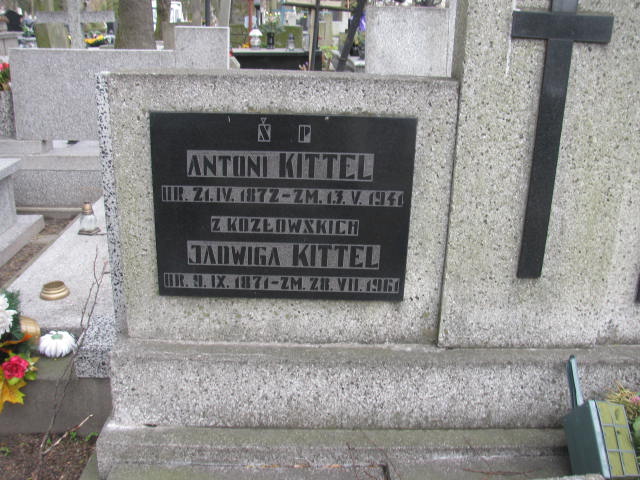 Ś P
ANTONI KITTEL
UR. 21.IV. 1872-ZM. 13.V. 1941
Z KOZŁOWSKICH
JADWIGA KITTEL
UR. 9.IX. 1871-ZM. 28.VII. 1961